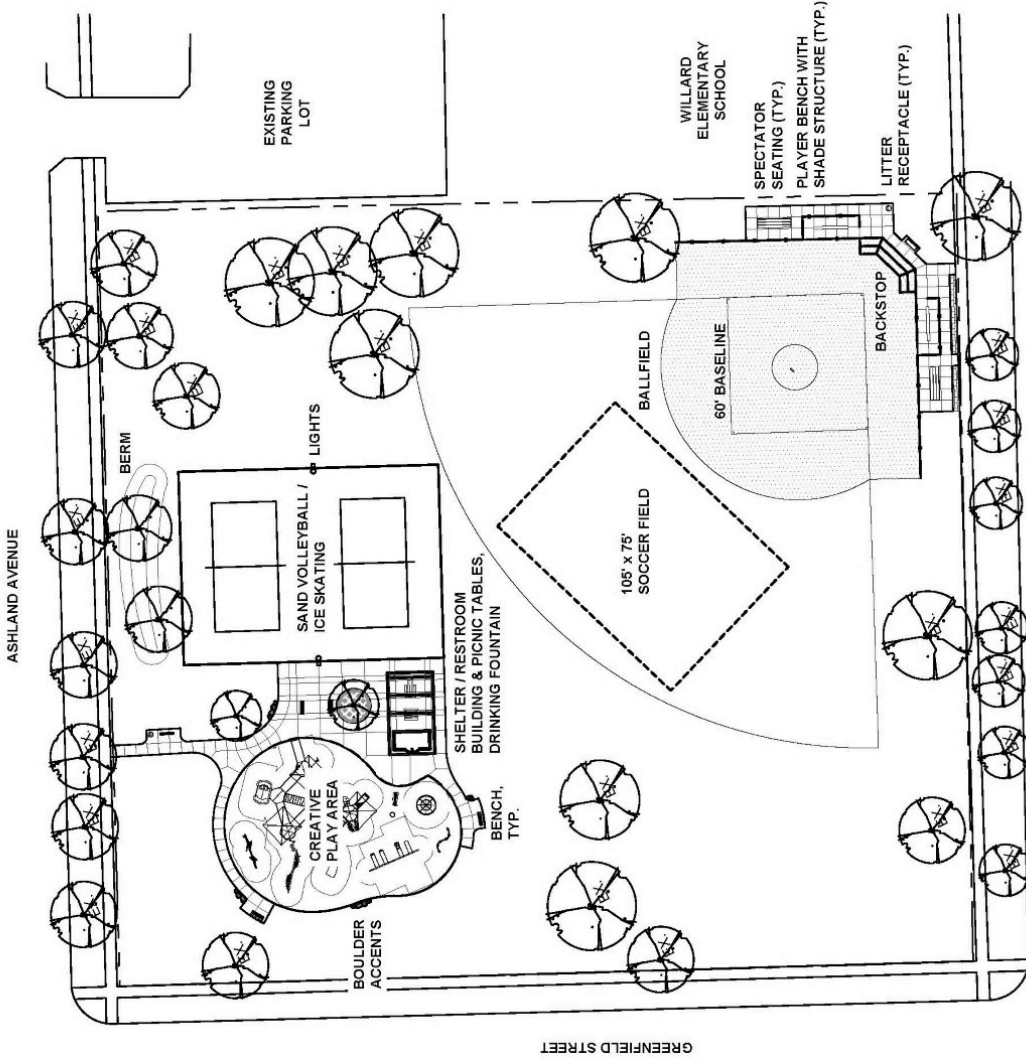 ASHLAND AVENUE
EXISTING
PARKING
LOT
BERM
LIGHTS
SAND VOLLEYBALL /
ICE SKATING
CREATIVE
PLAY AREA
BOULDER
ACCENTS
SHELTER / RESTROOM
BUILDING & PICNIC TABLES,
DRINKING FOUNTAIN
BENCH,
TYP.
105' x 75'
SOCCER FIELD
BALLFIELD
60' BASELINE
BACKSTOP
WILLARD
ELEMENTARY
SCHOOL
SPECTATOR
SEATING (TYP.)
PLAYER BENCH WITH
SHADE STRUCTURE (TYP.)
LITTER
RECEPTACLE (TYP.)
GREENFIELD STREET